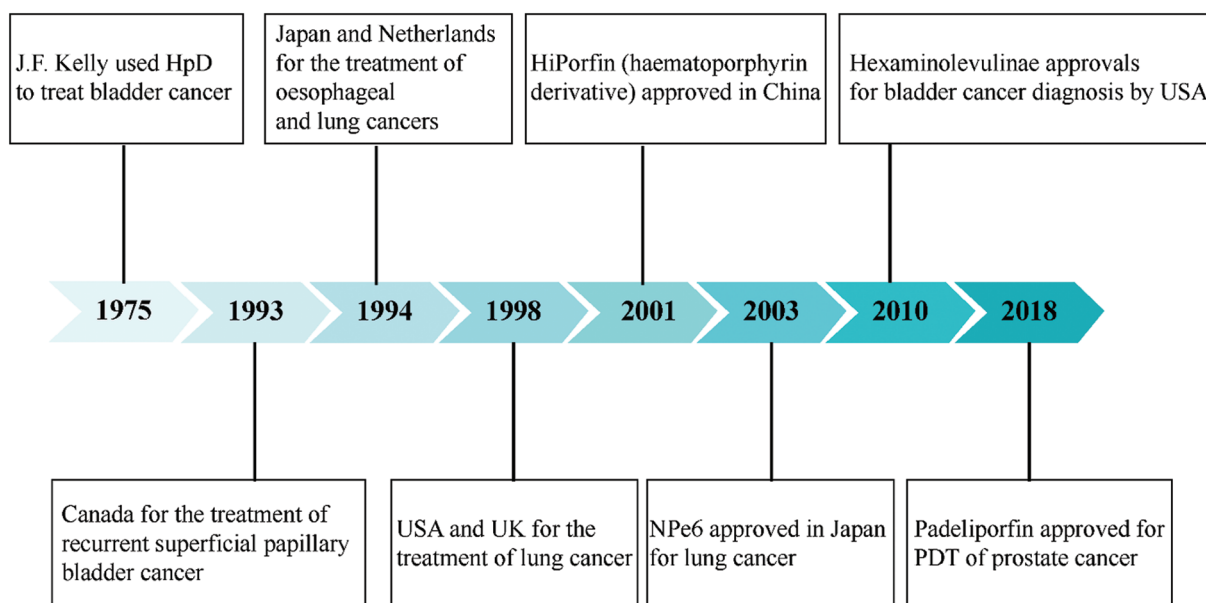 J.F. Kelly used HpD
to treat bladder cancer
Japan and Netherlands
for the treatment of
oesophageal
and lung cancers
HiPorfin (haematoporphyrin
derivative) approved in China
Hexaminolevulinae approvals
for bladder cancer diagnosis by USA
1975
1993
1994
1998
2001
2003
2010
2018
Canada for the treatment of
recurrent superficial papillary
bladder cancer
USA and UK for the
treatment of lung cancer
NPe6 approved in Japan
for lung cancer
Padeliporfin approved for
PDT of prostate cancer